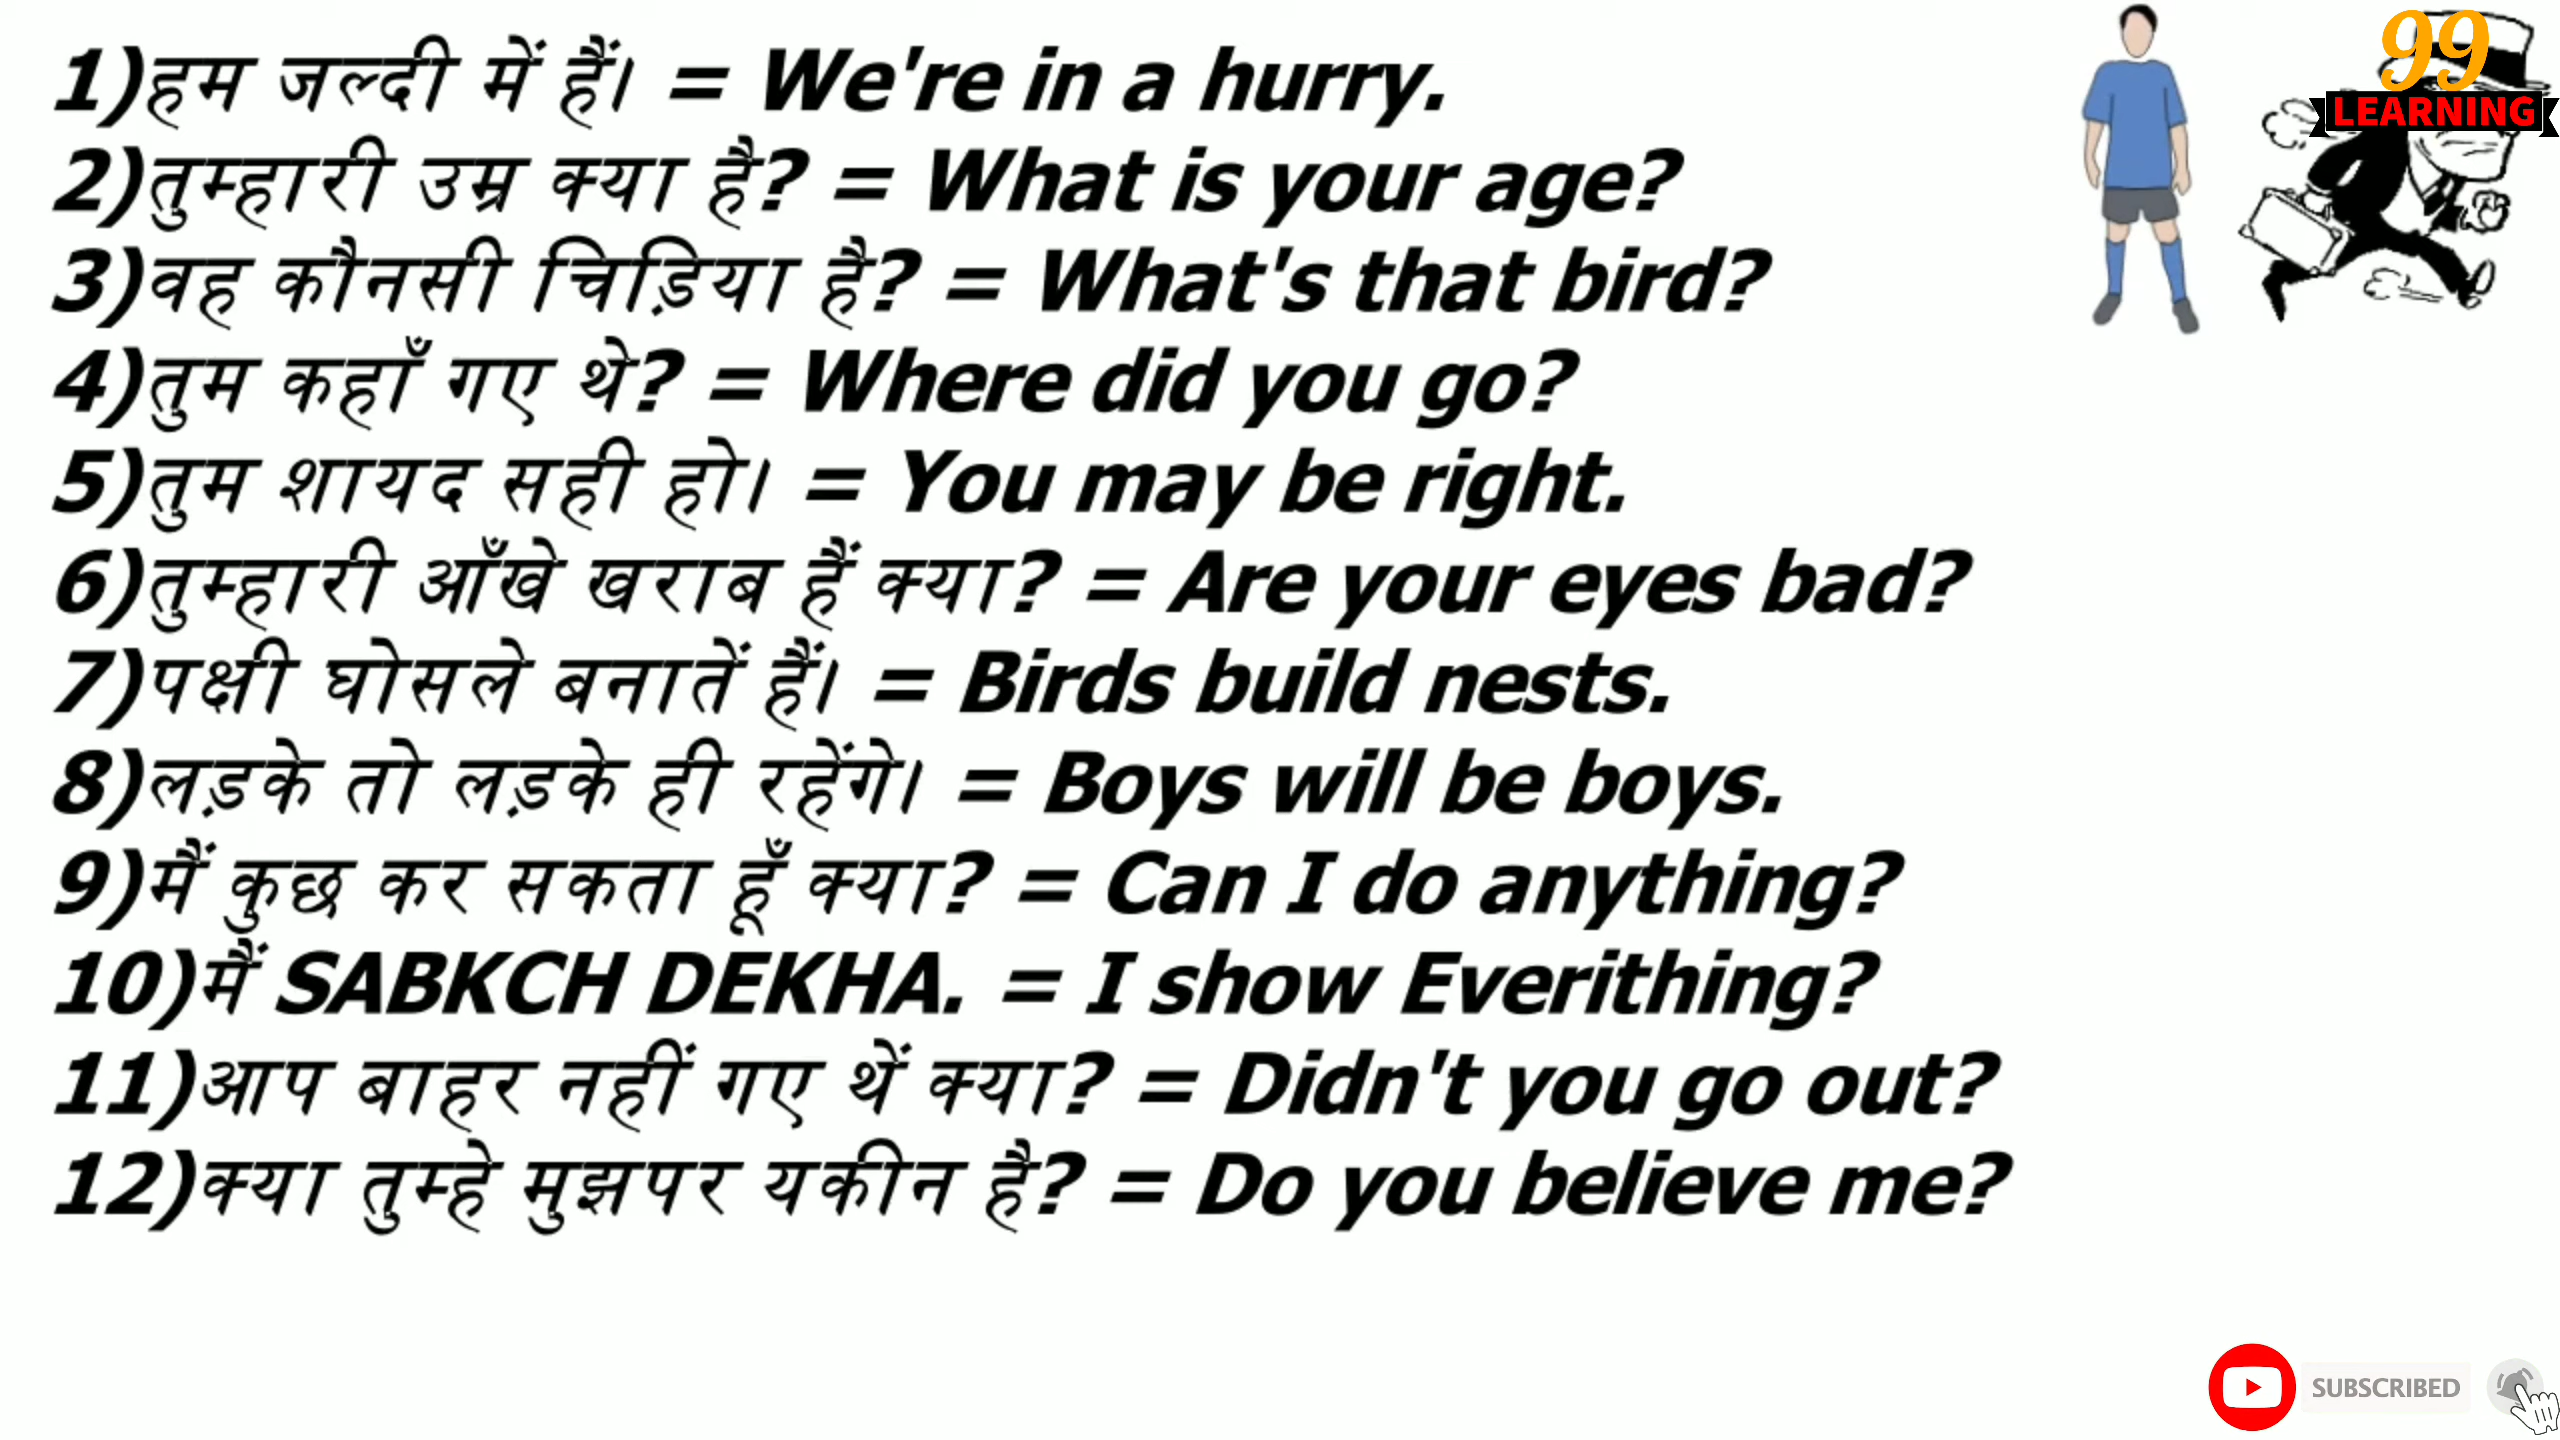 1)हम जल्दी में हैं। = We're in a hurry.
2)तुम्हारी उम्र क्या है? = What is your age?
3)वह कौनसी चिड़िया है? = What's that bird?
4)तुम कहाँ गए थे? = Where did you go?
5)तुम शायद सही हो। = You may be right.
6)तुम्हारी आँखे खराब हैं क्या? = Are your eyes bad?
7)पक्षी घोसले बनातें हैं। = Birds build nests.
8)लड़के तो लड़के ही रहेंगे। = Boys will be boys.
9)मैं कुछ कर सकता हूँ क्या? = Can I do anything?
10)मैं SABKCH DEKHA. = I show Everithing?
11)आप बाहर नहीं गए थें क्या? = Didn't you go out?
12)क्या तुम्हे मुझपर यकीन है? = Do you believe me?
99
LEARNING
SUBSCRIBED